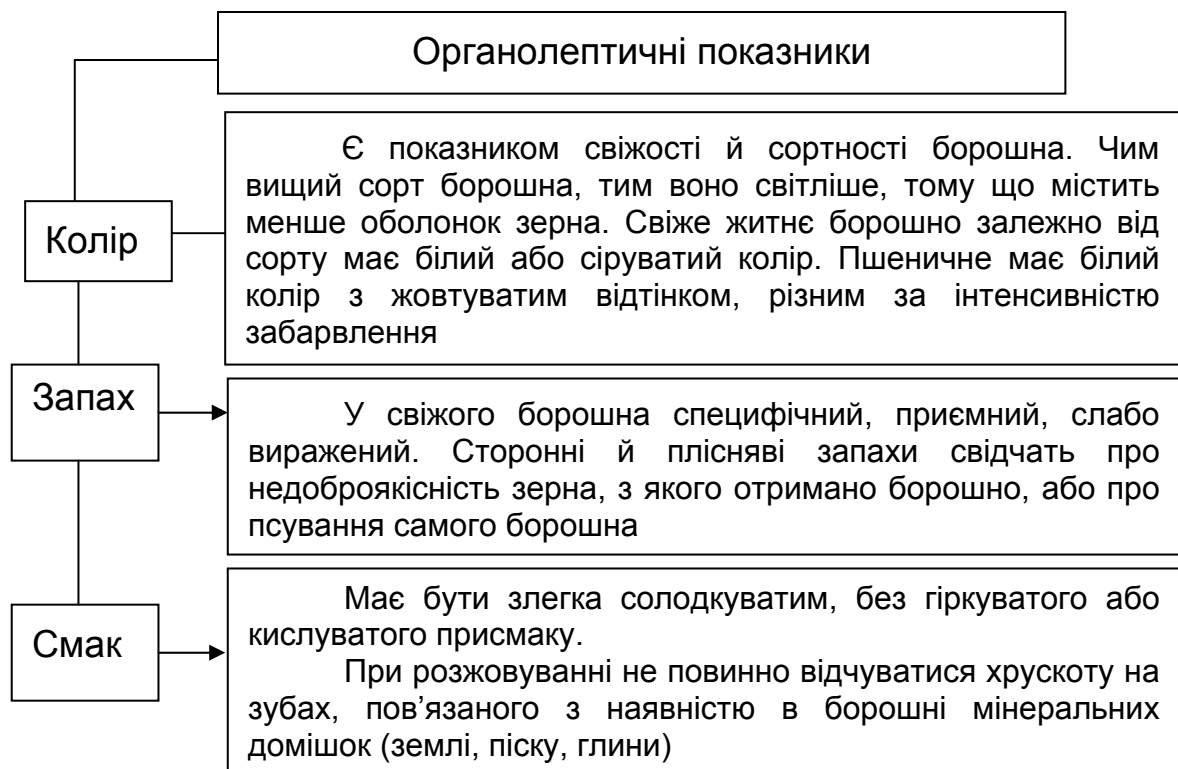 Органолептичні показники
Колір
Є показником свіжості й сортності борошна. Чим
вищий сорт борошна, тим воно світліше, тому що містить
менше оболонок зерна. Свіже житнє борошно залежно від
сорту має білий або сіруватий колір. Пшеничне має білий
колір з жовтуватим відтінком, різним за інтенсивністю
забарвлення
Запах
У свіжого борошна специфічний, приємний, слабо
виражений. Сторонні й плісняві запахи свідчать про
недоброякісність зерна, з якого отримано борошно, або про
псування самого борошна
Смак
Має бути злегка солодкуватим, без гіркуватого або
кислуватого присмаку.
При розжовуванні не повинно відчуватися хрускоту на
зубах, пов’язаного з наявністю в борошні мінеральних
домішок (землі, піску, глини)